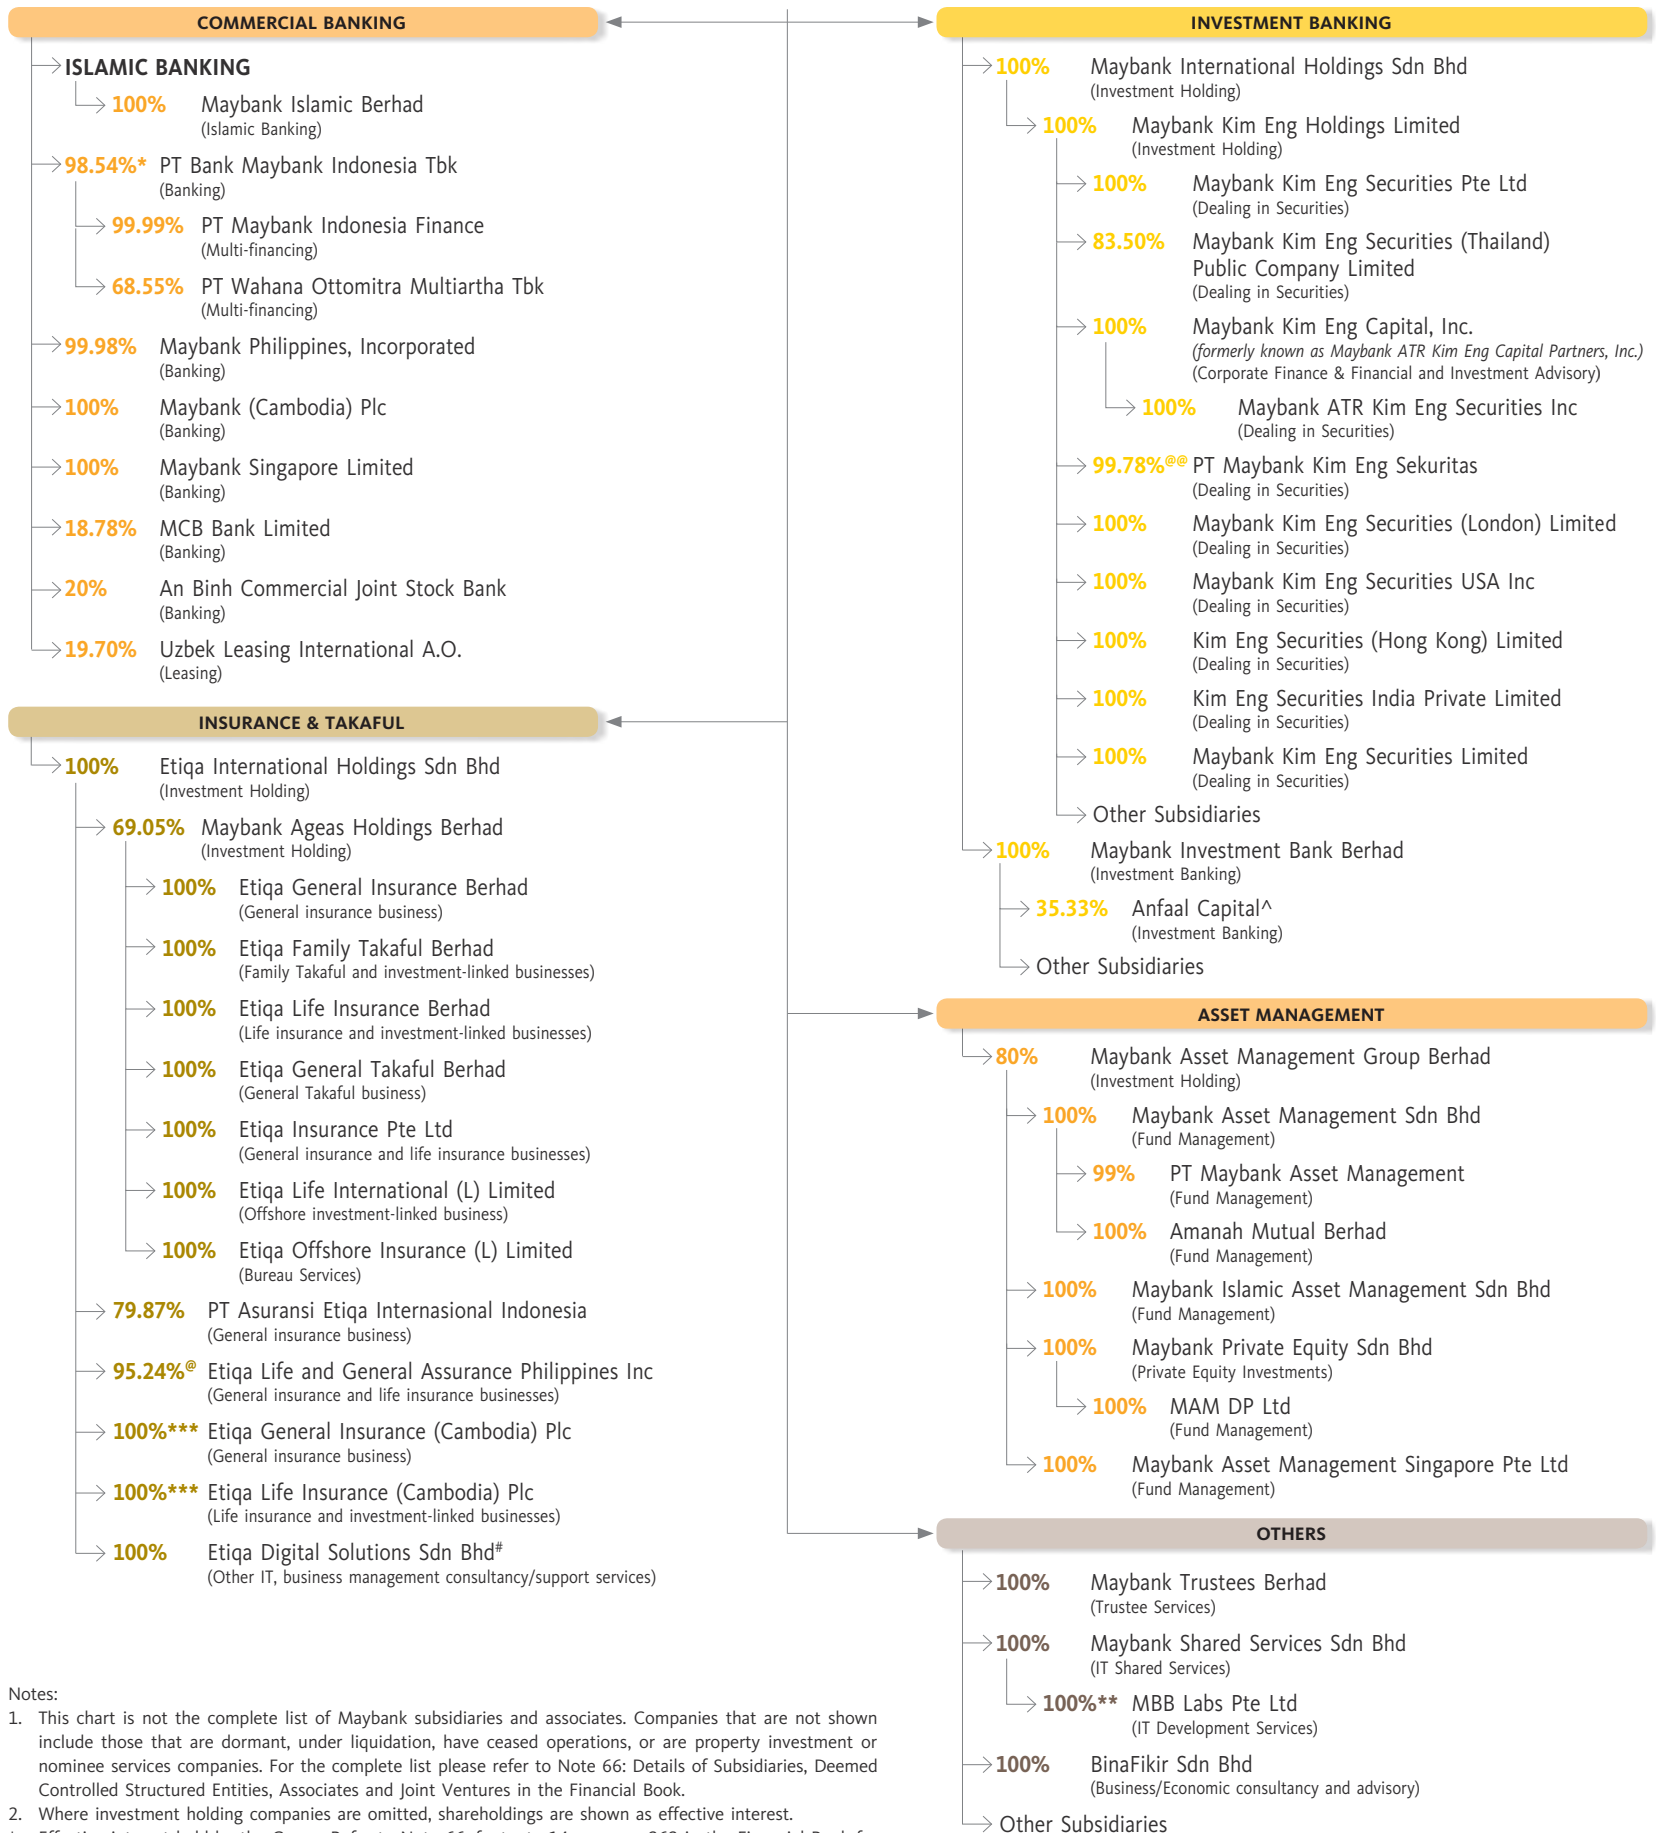 COMMERCIAL BANKING
ISLAMIC BANKING
100% Maybank Islamic Berhad
(Islamic Banking)
98.54%* PT Bank Maybank Indonesia Tbk
(Banking)
99.99% PT Maybank Indonesia Finance
(Multi-financing)
68.55% PT Wahana Ottomitra Multiartha Tbk
(Multi-financing)
99.98% Maybank Philippines, Incorporated
(Banking)
100% Maybank (Cambodia) Plc
(Banking)
100% Maybank Singapore Limited
(Banking)
18.78% MCB Bank Limited
(Banking)
20% An Binh Commercial Joint Stock Bank
(Banking)
19.70% Uzbek Leasing International A.O.
(Leasing)
INSURANCE & TAKAFUL
100% Etiqa International Holdings Sdn Bhd
(Investment Holding)
69.05% Maybank Ageas Holdings Berhad
(Investment Holding)
100% Etiqa General Insurance Berhad
(General insurance business)
100% Etiqa Family Takaful Berhad
(Family Takaful and investment-linked businesses)
100% Etiqa Life Insurance Berhad
(Life insurance and investment-linked businesses)
100% Etiqa General Takaful Berhad
(General Takaful business)
100% Etiqa Insurance Pte Ltd
(General insurance and life insurance businesses)
100% Etiqa Life International (L) Limited
(Offshore investment-linked business)
100% Etiqa Offshore Insurance (L) Limited
(Bureau Services)
79.87% PT Asuransi Etiqa Internasional Indonesia
(General insurance business)
95.24%@ Etiqa Life and General Assurance Philippines Inc
(General insurance and life insurance businesses)
100%*** Etiqa General Insurance (Cambodia) Plc
(General insurance business)
100%*** Etiqa Life Insurance (Cambodia) Plc
(Life insurance and investment-linked businesses)
100% Etiqa Digital Solutions Sdn Bhd#
(Other IT, business management consultancy/support services)
INVESTMENT BANKING
100% Maybank International Holdings Sdn Bhd
(Investment Holding)
100% Maybank Kim Eng Holdings Limited
(Investment Holding)
100% Maybank Kim Eng Securities Pte Ltd
(Dealing in Securities)
83.50% Maybank Kim Eng Securities (Thailand)
Public Company Limited
(Dealing in Securities)
100% Maybank Kim Eng Capital, Inc.
(formerly known as Maybank ATR Kim Eng Capital Partners, Inc.)
(Corporate Finance & Financial and Investment Advisory)
100% Maybank ATR Kim Eng Securities Inc
(Dealing in Securities)
99.78%@@ PT Maybank Kim Eng Sekuritas
(Dealing in Securities)
100% Maybank Kim Eng Securities (London) Limited
(Dealing in Securities)
100% Maybank Kim Eng Securities USA Inc
(Dealing in Securities)
100% Kim Eng Securities (Hong Kong) Limited
(Dealing in Securities)
100% Kim Eng Securities India Private Limited
(Dealing in Securities)
100% Maybank Kim Eng Securities Limited
(Dealing in Securities)
Other Subsidiaries
100% Maybank Investment Bank Berhad
(Investment Banking)
35.33% Anfaal Capital^
(Investment Banking)
Other Subsidiaries
ASSET MANAGEMENT
80% Maybank Asset Management Group Berhad
(Investment Holding)
100% Maybank Asset Management Sdn Bhd
(Fund Management)
99% PT Maybank Asset Management
(Fund Management)
100% Amanah Mutual Berhad
(Fund Management)
100% Maybank Islamic Asset Management Sdn Bhd
(Fund Management)
100% Maybank Private Equity Sdn Bhd
(Private Equity Investments)
100% MAM DP Ltd
(Fund Management)
100% Maybank Asset Management Singapore Pte Ltd
(Fund Management)
OTHERS
100% Maybank Trustees Berhad
(Trustee Services)
100% Maybank Shared Services Sdn Bhd
(IT Shared Services)
100%** MBB Labs Pte Ltd
(IT Development Services)
100% BinaFikir Sdn Bhd
(Business/Economic consultancy and advisory)
Other Subsidiaries
Notes:
1. This chart is not the complete list of Maybank subsidiaries and associates. Companies that are not shown
include those that are dormant, under liquidation, have ceased operations, or are property investment or
nominee services companies. For the complete list please refer to Note 66: Details of Subsidiaries, Deemed
Controlled Structured Entities, Associates and Joint Ventures in the Financial Book.
2. Where investment holding companies are omitted, shareholdings are shown as effective interest.